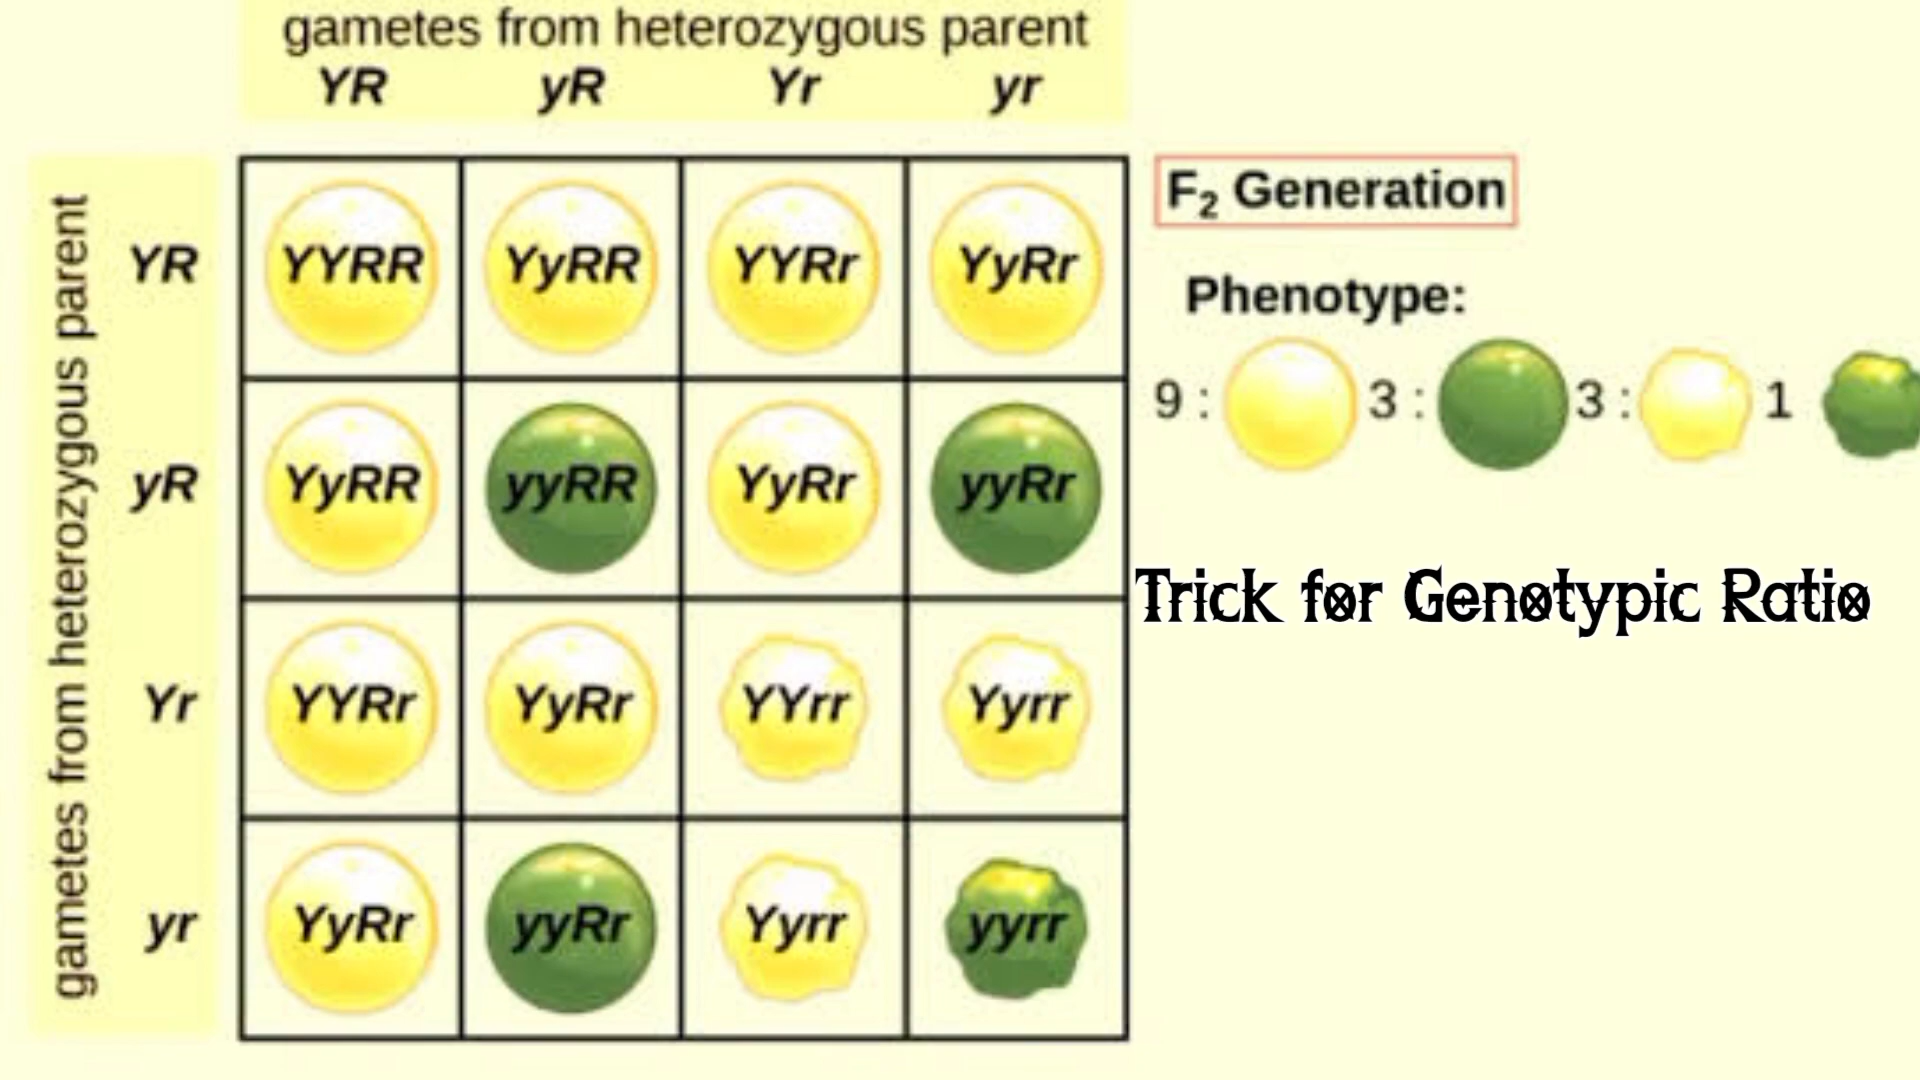 gametes from heterozygous parent
YR yR Yr yr
gametes from heterozygous parent
YR YYRR YyRR YYRr YyRr
yR YyRR yyRR YyRr yyRr
Yr YYRr YyRr YYrr Yyrr
yr YyRr yyRr Yyrr yyrr
F₂ Generation
Phenotype:
9 : 3 : 3 : 1
Trick for Genotypic Ratio